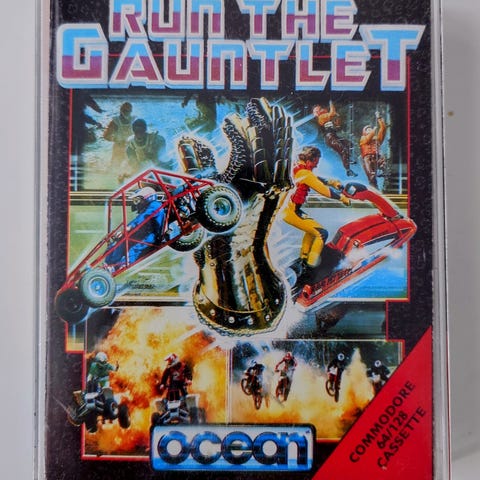 RUN THE
GAUNTLET
ocean
COMMODORE
64/128
CASSETTE